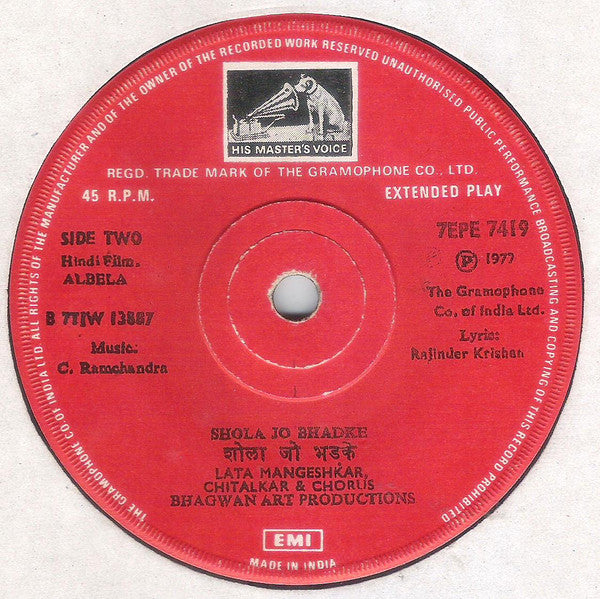 THE GRAMOPHONE CO. OF INDIA LTD. ALL RIGHTS OF THE MANUFACTURER AND OF THE OWNER OF THE RECORDED WORK RESERVED UNAUTHORISED PUBLIC PERFORMANCE BROADCASTING AND COPYING OF THIS RECORD PROHIBITED
HIS MASTER'S VOICE
REGD. TRADE MARK OF THE GRAMOPHONE CO., LTD.
45 R.P.M.
EXTENDED PLAY
SIDE TWO
Hindi Film.
ALBELA
B 7TJW 13867
Music:
C. Ramchandra
7EPE 7419
Ⓟ 1977
The Gramophone
Co. of India Ltd.
Lyric:
Rajinder Krishan
SHOLA JO BHADKE
शोला जो भडके
LATA MANGESHKAR,
CHITALKAR & CHORUS
BHAGWAN ART PRODUCTIONS
EMI
MADE IN INDIA